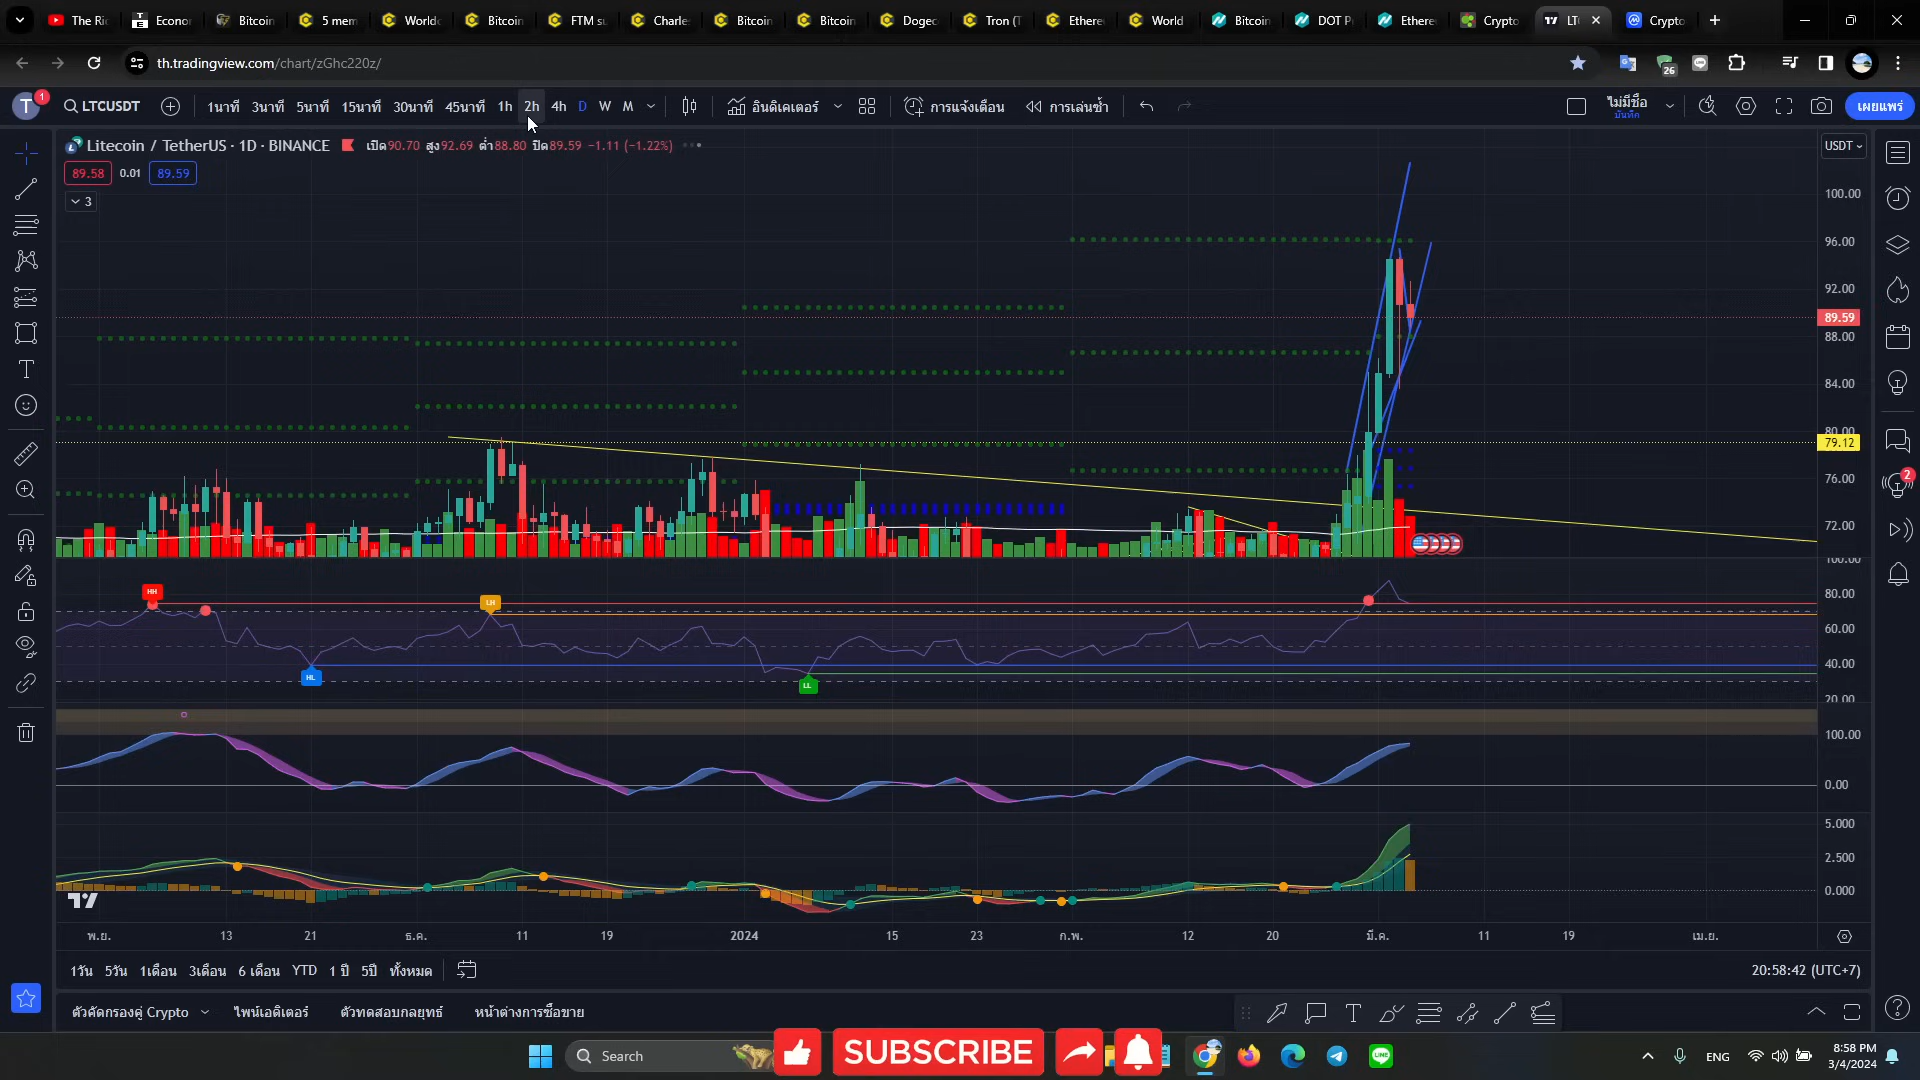 The Ric
Econo
Bitcoin
5 mem
World
Bitcoin
FTM su
Charle
Bitcoin
Bitcoin
Dogec
Tron (T
Ethere
World
Bitcoin
DOT P
Ethere
Crypto
LT
Crypto
th.tradingview.com/chart/zGhc220z/
26
T 1 LTCUSDT 1นาที 3นาที 5นาที 15นาที 30นาที 45นาที 1h 2h 4h D W M อินดิเคเตอร์ การแจ้งเตือน การเล่นซ้ำ ไม่มีชื่อ เผยแพร่
บันทึก
Litecoin / TetherUS · 1D · BINANCE เปิด90.70 สูง92.69 ต่ำ88.80 ปิด89.59 −1.11 (−1.22%) USDT
89.58 0.01 89.59
3
100.00
96.00
92.00
89.59
88.00
84.00
80.00
79.12
76.00
72.00
100.00
80.00
60.00
40.00
20.00
HH
LH
HL
LL
100.00
0.00
5.000
2.500
0.000
2
พ.ย. 13 21 ธ.ค. 11 19 2024 15 23 ก.พ. 12 20 มี.ค. 11 19 เม.ย.
1วัน 5วัน 1เดือน 3เดือน 6 เดือน YTD 1 ปี 5ปี ทั้งหมด 20:58:42 (UTC+7)
ตัวคัดกรองคู่ Crypto ไพน์เอดิเตอร์ ตัวทดสอบกลยุทธ์ หน้าต่างการซื้อขาย
Search SUBSCRIBE LINE ENG 8:58 PM
3/4/2024